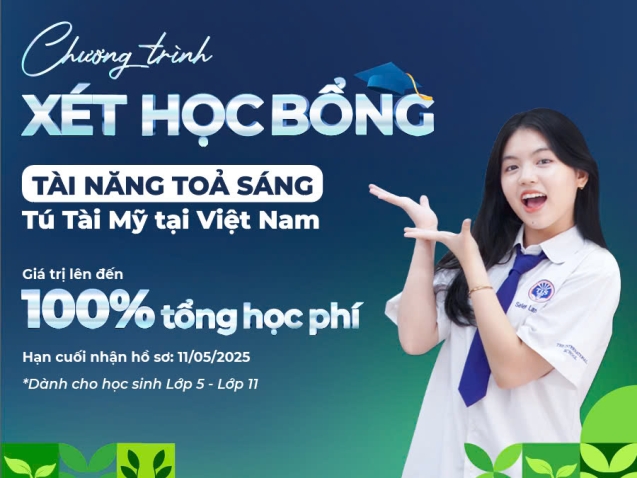 Chương trình
XÉT HỌC BỔNG
TÀI NĂNG TOẢ SÁNG
Tú Tài Mỹ tại Việt Nam
Giá trị lên đến
100% tổng học phí
Hạn cuối nhận hồ sơ: 11/05/2025
*Dành cho học sinh Lớp 5 - Lớp 11